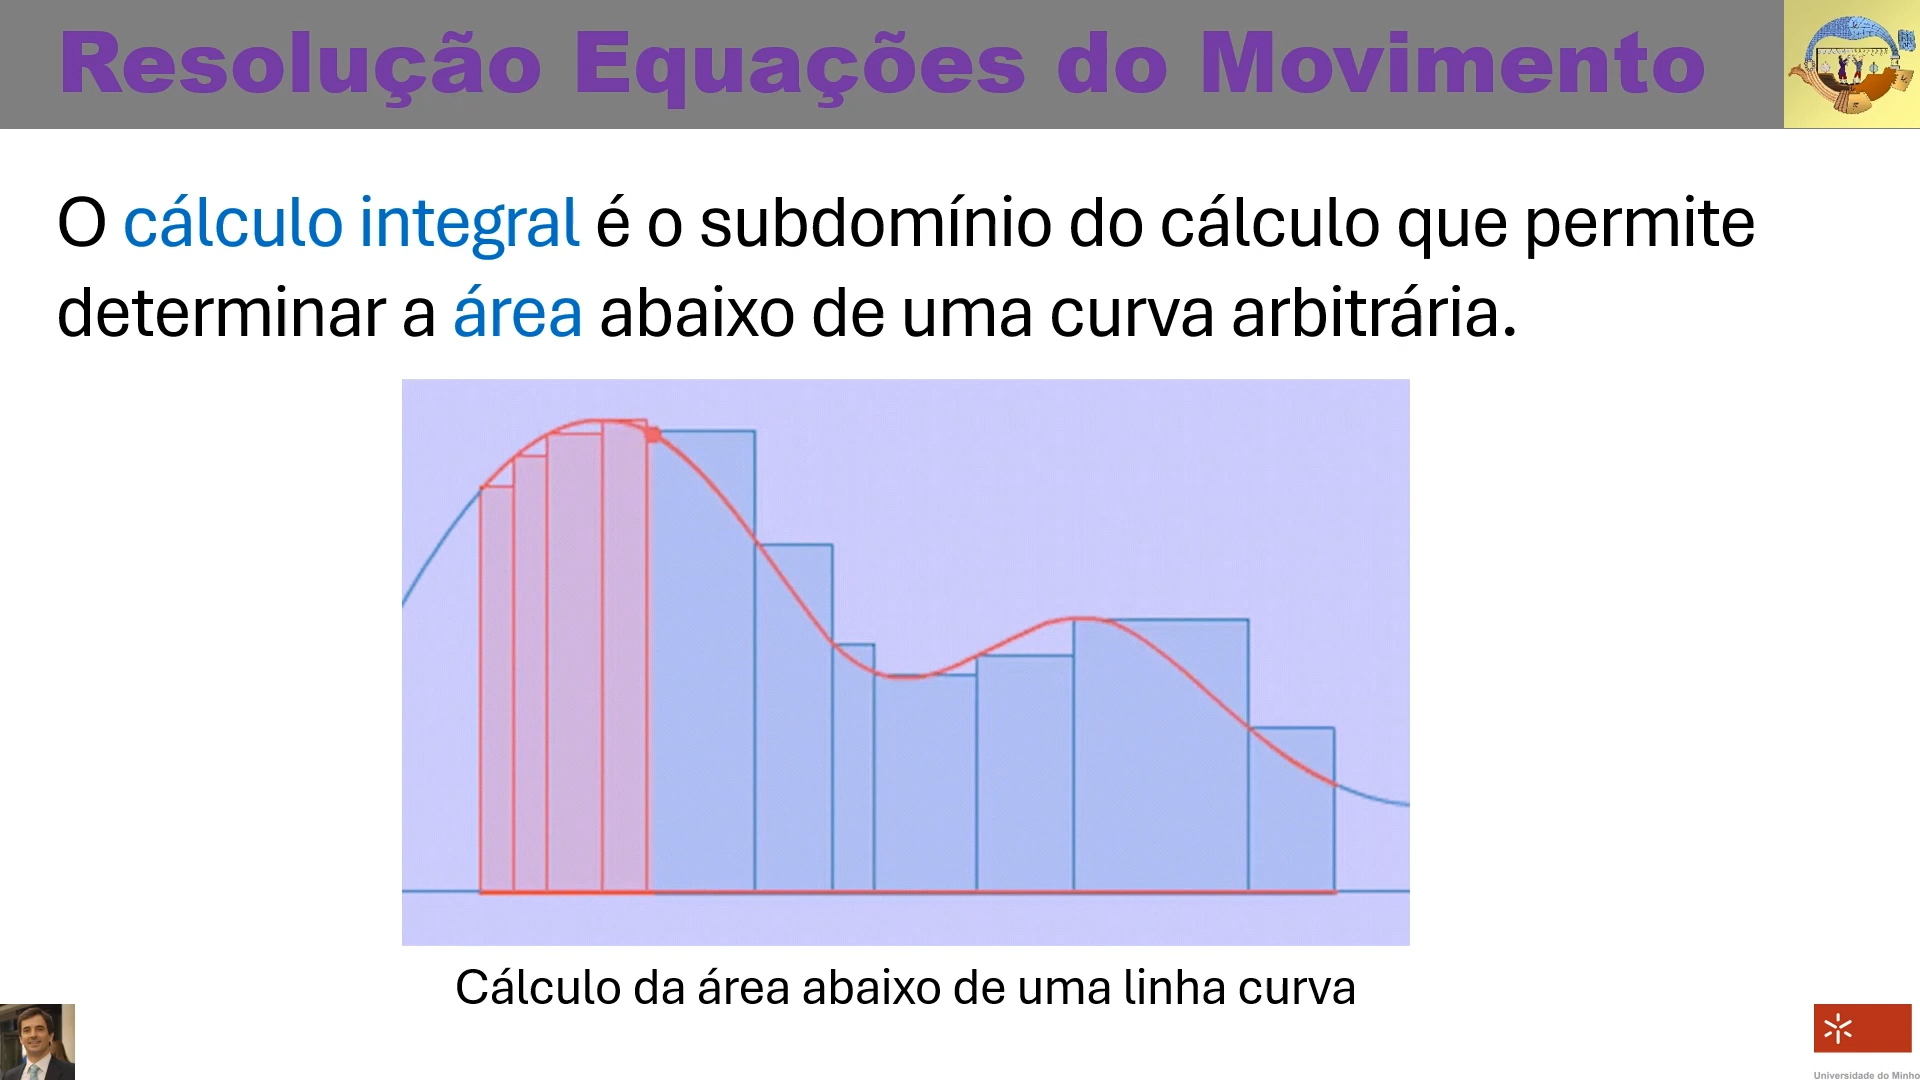 Resolução Equações do Movimento
O cálculo integral é o subdomínio do cálculo que permite
determinar a área abaixo de uma curva arbitrária.
Cálculo da área abaixo de uma linha curva
Universidade do Minho